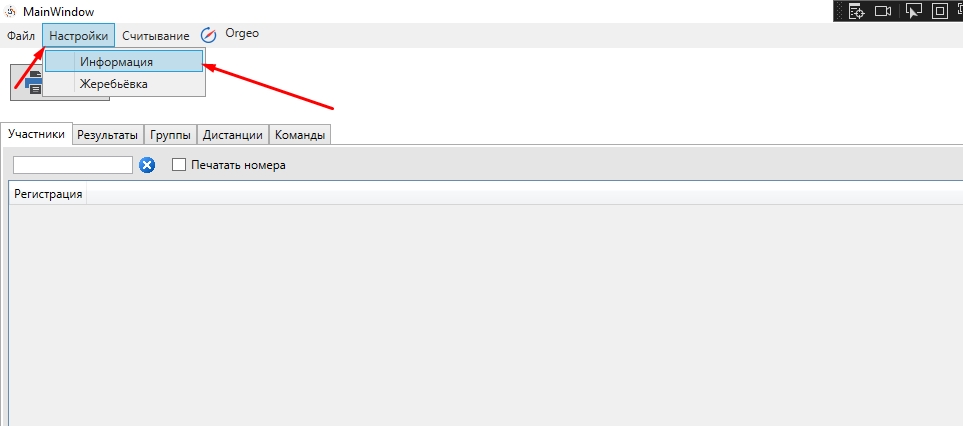 MainWindow
Файл Настройки Считывание Orgeo
Информация
Жеребьёвка
Участники Результаты Группы Дистанции Команды
Печатать номера
Регистрация